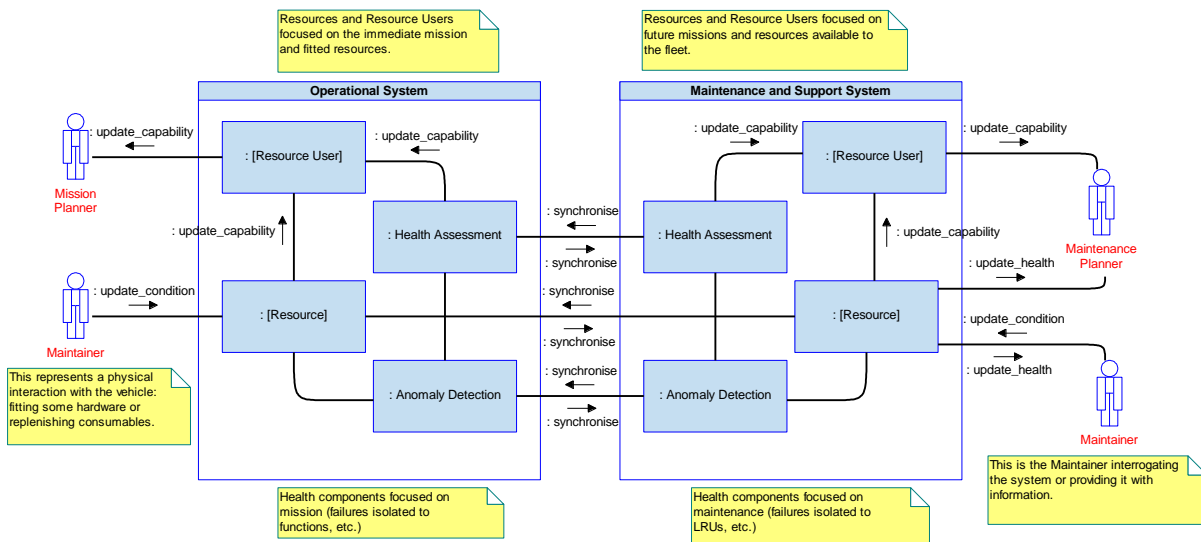 Resources and Resource Users
focused on the immediate mission
and fitted resources.
Resources and Resource Users focused on
future missions and resources available to
the fleet.
Operational System
Maintenance and Support System
: update_capability
: update_capability
: update_capability
: update_capability
: [Resource User]
: [Resource User]
Mission
Planner
: Health Assessment
: synchronise
: Health Assessment
: update_capability
: synchronise
: update_capability
Maintenance
Planner
: update_health
: update_condition
: synchronise
: [Resource]
: [Resource]
: update_condition
: synchronise
Maintainer
: update_health
This represents a physical
interaction with the vehicle:
fitting some hardware or
replenishing consumables.
: synchronise
: Anomaly Detection
: Anomaly Detection
: synchronise
Maintainer
This is the Maintainer interrogating
the system or providing it with
information.
Health components focused on
mission (failures isolated to
functions, etc.)
Health components focused on
maintenance (failures isolated to
LRUs, etc.)